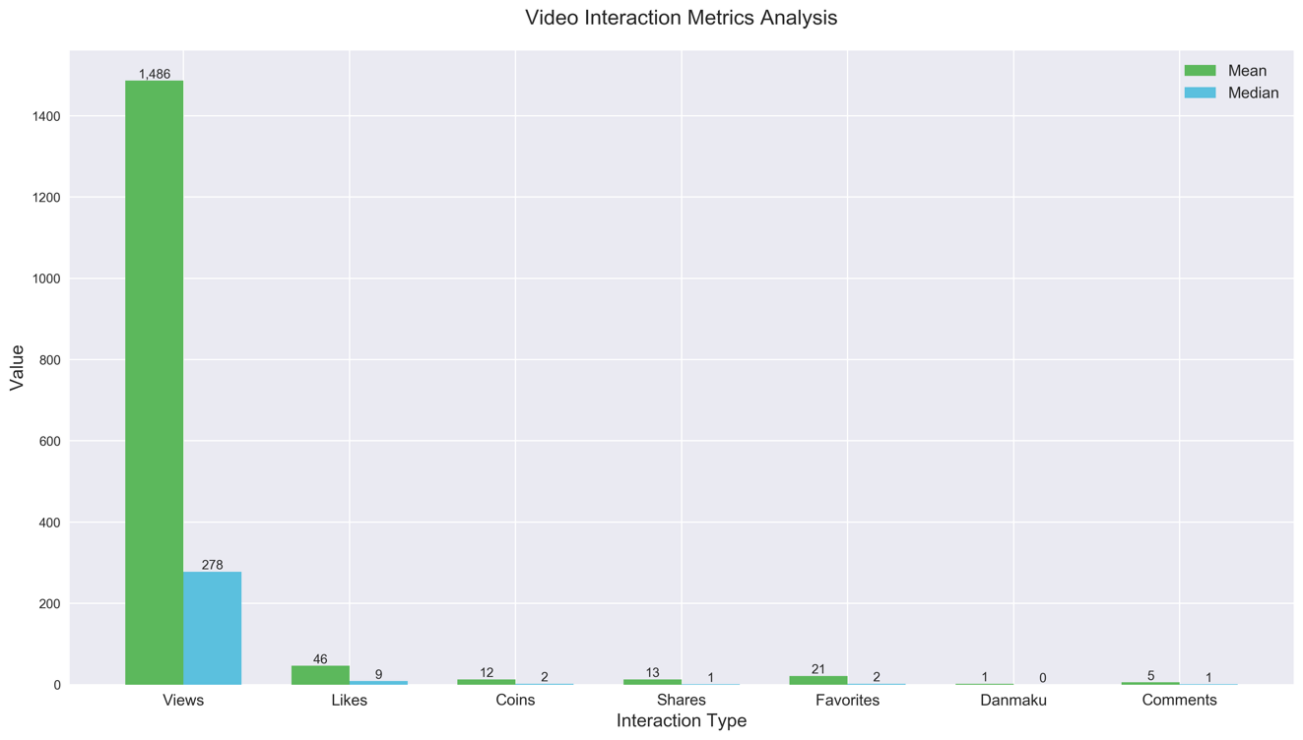 Video Interaction Metrics Analysis
Mean
Median
Value
1400
1200
1000
800
600
400
200
0
1,486
278
46
9
12
2
13
1
21
2
1
0
5
1
Views
Likes
Coins
Shares
Favorites
Danmaku
Comments
Interaction Type